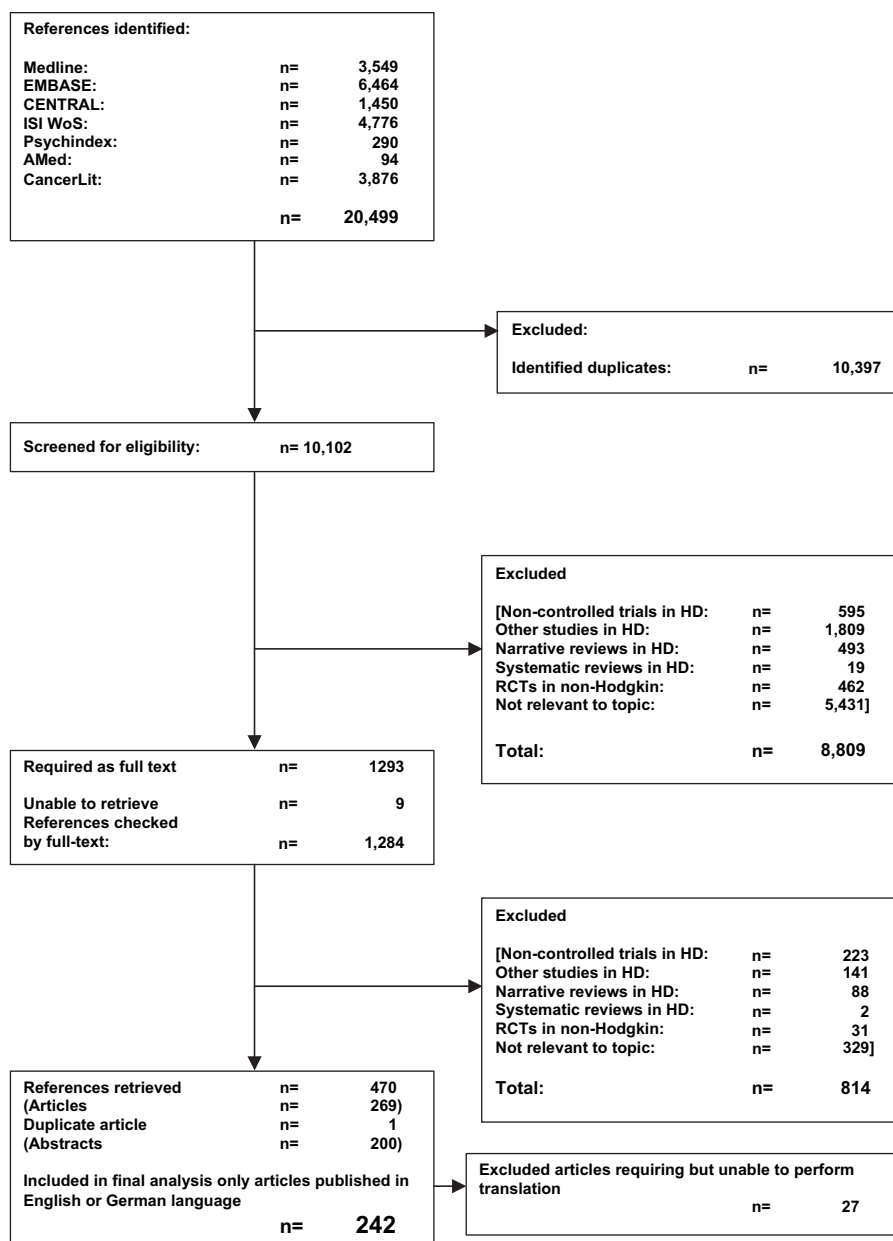 References identified:
Medline: n= 3,549
EMBASE: n= 6,464
CENTRAL: n= 1,450
ISI WoS: n= 4,776
Psychindex: n= 290
AMed: n= 94
CancerLit: n= 3,876
n= 20,499
Excluded:
Identified duplicates: n= 10,397
Screened for eligibility: n= 10,102
Excluded
[Non-controlled trials in HD: n= 595
Other studies in HD: n= 1,809
Narrative reviews in HD: n= 493
Systematic reviews in HD: n= 19
RCTs in non-Hodgkin: n= 462
Not relevant to topic: n= 5,431]
Total: n= 8,809
Required as full text n= 1293
Unable to retrieve n= 9
References checked
by full-text: n= 1,284
Excluded
[Non-controlled trials in HD: n= 223
Other studies in HD: n= 141
Narrative reviews in HD: n= 88
Systematic reviews in HD: n= 2
RCTs in non-Hodgkin: n= 31
Not relevant to topic: n= 329]
Total: n= 814
References retrieved n= 470
(Articles n= 269)
Duplicate article n= 1
(Abstracts n= 200)
Included in final analysis only articles published in
English or German language
n= 242
Excluded articles requiring but unable to perform
translation
n= 27